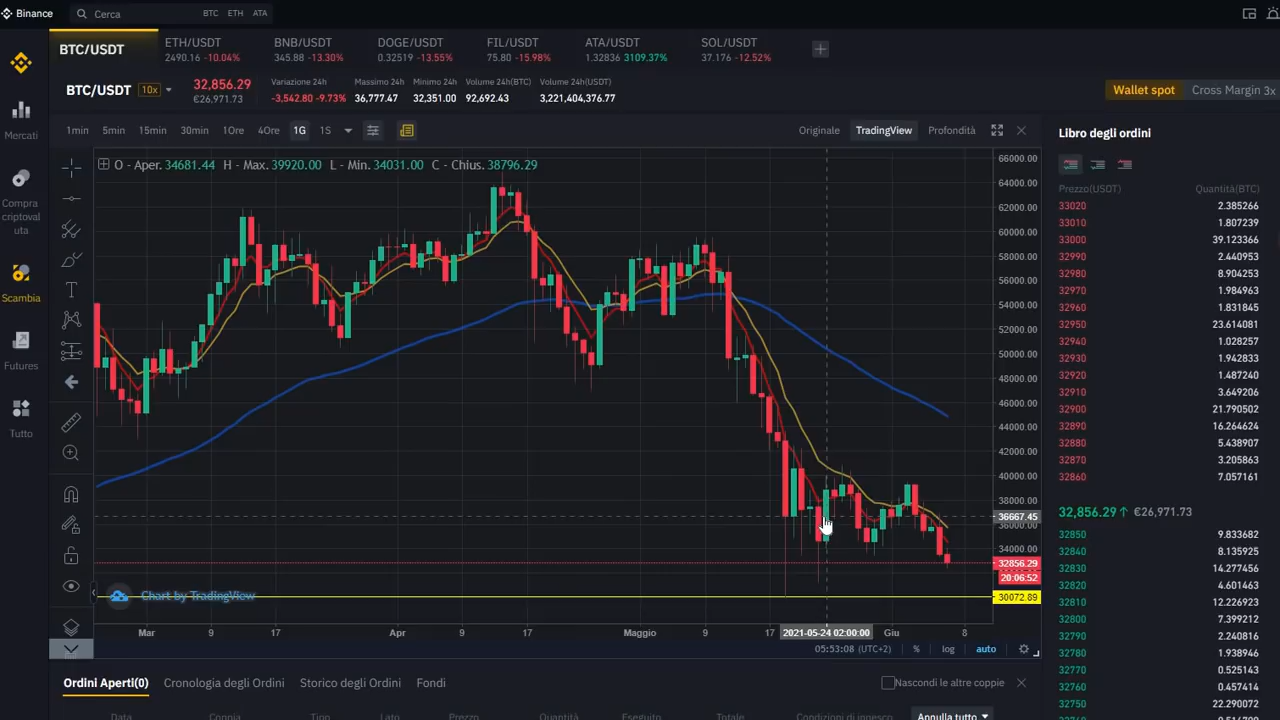 Binance
Cerca
BTC ETH ATA
BTC/USDT
ETH/USDT
2490.16 -10.04%
BNB/USDT
345.88 -13.30%
DOGE/USDT
0.32519 -13.55%
FIL/USDT
75.80 -15.98%
ATA/USDT
1.32836 3109.37%
SOL/USDT
37.176 -12.52%
BTC/USDT 10x
32,856.29
€26,971.73
Variazione 24h
-3,542.80 -9.73%
Massimo 24h
36,777.47
Minimo 24h
32,351.00
Volume 24h(BTC)
92,692.43
Volume 24h(USDT)
3,221,404,376.77
Wallet spot Cross Margin 3x
1min 5min 15min 30min 1Ore 4Ore 1G 1S
Originale TradingView Profondità
O - Aper. 34681.44 H - Max. 39920.00 L - Min. 34031.00 C - Chius. 38796.29
Mercati
Compra
criptoval
uta
Scambia
Futures
Tutto
66000.00
64000.00
62000.00
60000.00
58000.00
56000.00
54000.00
52000.00
50000.00
48000.00
46000.00
44000.00
42000.00
40000.00
38000.00
36667.45
36000.00
34000.00
32856.29
20:06.52
30072.89
Chart by TradingView
Mar 9 17 Apr 9 17 Maggio 9 17 2021-05-24 02:00:00 Giu 8
05:53:08 (UTC+2) % log auto
Libro degli ordini
Prezzo(USDT) Quantità(BTC)
33020 2.385266
33010 1.807239
33000 39.123366
32990 2.440953
32980 8.904253
32970 1.984963
32960 1.831845
32950 23.614081
32940 1.028257
32930 1.942833
32920 1.487240
32910 3.649206
32900 21.790502
32890 16.264624
32880 5.438907
32870 3.205868
32860 7.057161
32,856.29 €26,971.73
32850 9.833682
32840 8.135925
32830 14.277456
32820 4.601463
32810 12.226923
32800 7.399212
32790 2.240816
32780 1.938946
32770 0.525143
32760 0.457414
32750 22.290072
Ordini Aperti(0) Cronologia degli Ordini Storico degli ordini Fondi
Nascondi le altre coppie
Data Coppia Tipo Lato Prezzo Quantità Eseguito Totale Condizioni di innesco Annulla tutto